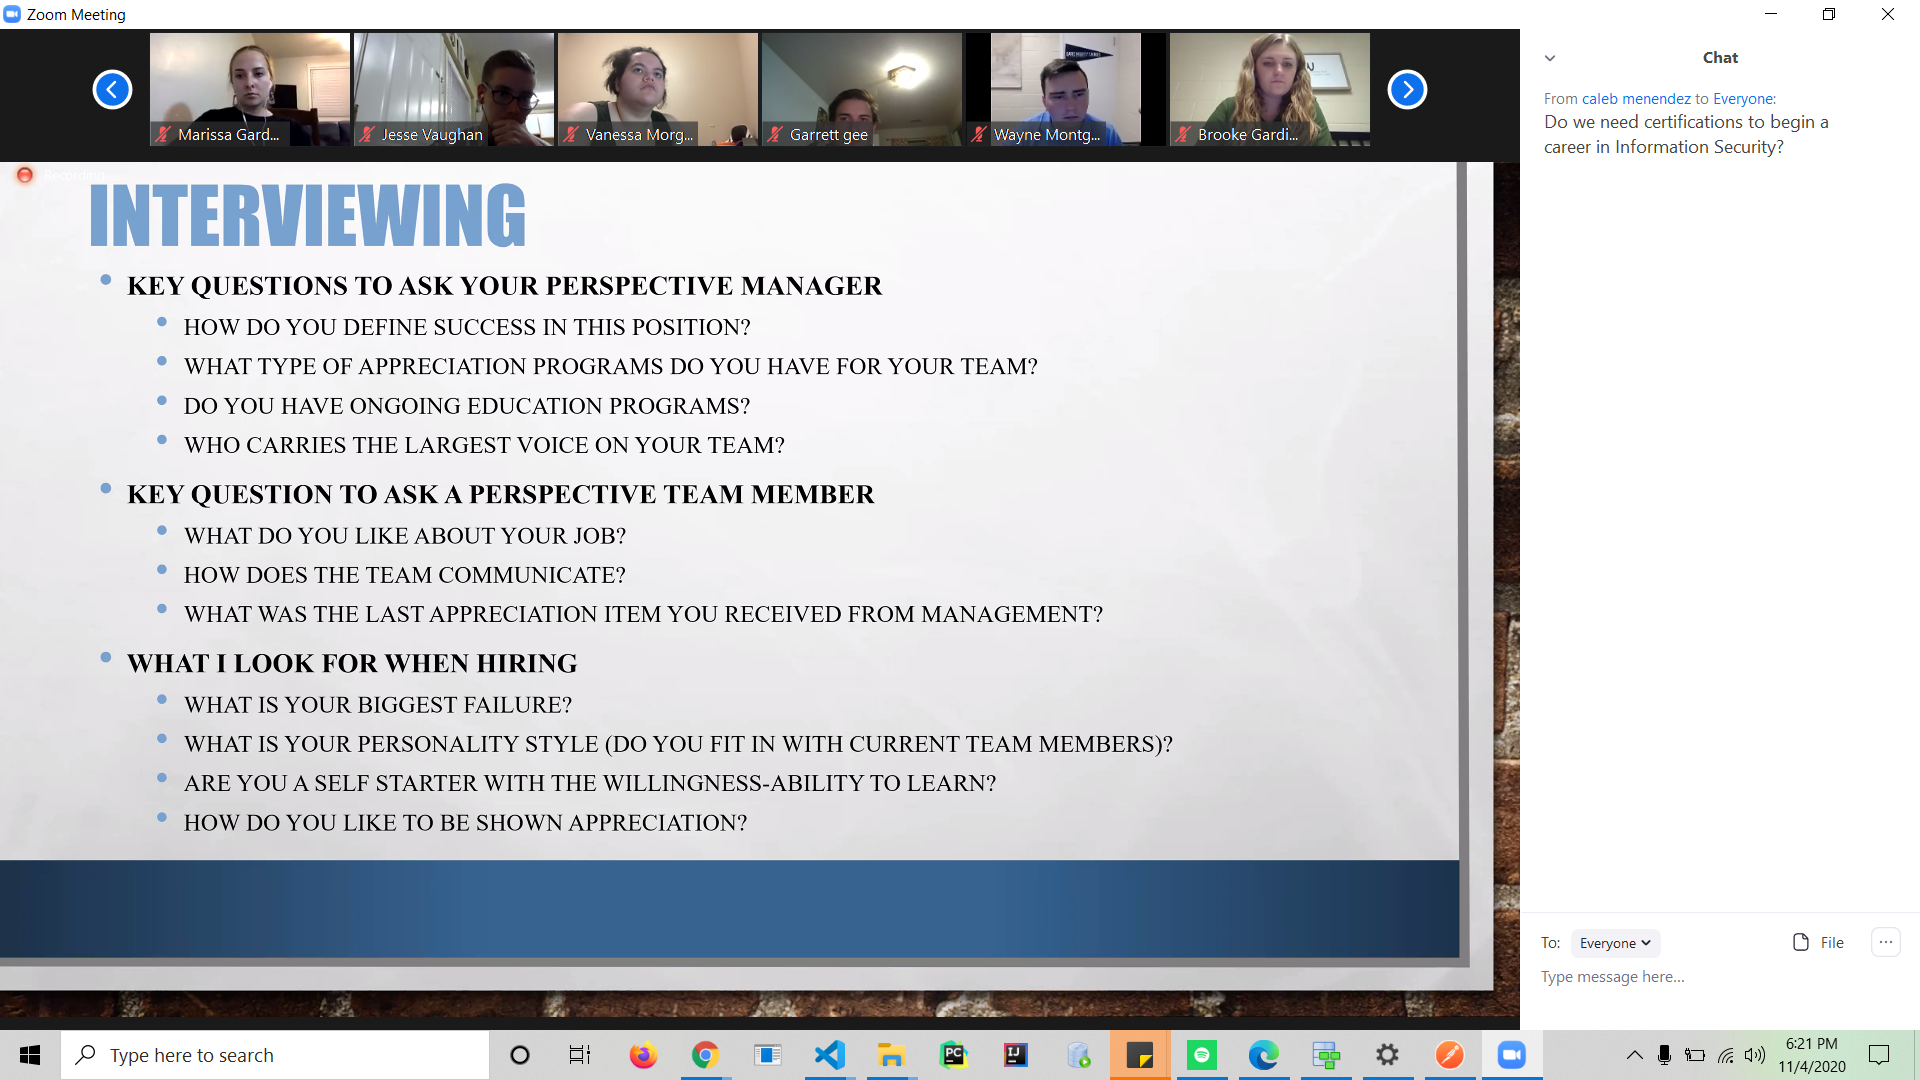 Zoom Meeting
Marissa Gard...
Jesse Vaughan
Vanessa Morg...
Garrett gee
Wayne Montg...
Brooke Gardi...
Recording
INTERVIEWING
KEY QUESTIONS TO ASK YOUR PERSPECTIVE MANAGER
HOW DO YOU DEFINE SUCCESS IN THIS POSITION?
WHAT TYPE OF APPRECIATION PROGRAMS DO YOU HAVE FOR YOUR TEAM?
DO YOU HAVE ONGOING EDUCATION PROGRAMS?
WHO CARRIES THE LARGEST VOICE ON YOUR TEAM?
KEY QUESTION TO ASK A PERSPECTIVE TEAM MEMBER
WHAT DO YOU LIKE ABOUT YOUR JOB?
HOW DOES THE TEAM COMMUNICATE?
WHAT WAS THE LAST APPRECIATION ITEM YOU RECEIVED FROM MANAGEMENT?
WHAT I LOOK FOR WHEN HIRING
WHAT IS YOUR BIGGEST FAILURE?
WHAT IS YOUR PERSONALITY STYLE (DO YOU FIT IN WITH CURRENT TEAM MEMBERS)?
ARE YOU A SELF STARTER WITH THE WILLINGNESS-ABILITY TO LEARN?
HOW DO YOU LIKE TO BE SHOWN APPRECIATION?
Chat
From caleb menendez to Everyone:
Do we need certifications to begin a
career in Information Security?
To: Everyone
File
Type message here...
Type here to search
PC
IJ
6:21 PM
11/4/2020